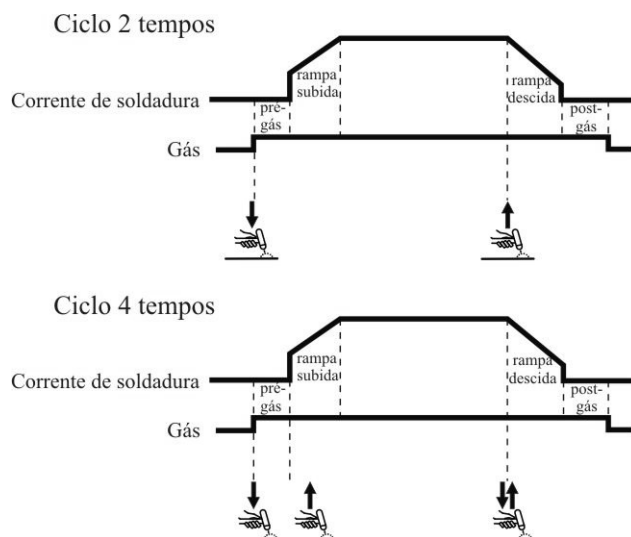 Ciclo 2 tempos
rampa
subida
rampa
descida
Corrente de soldadura
pré-
gás
post-
gás
Gás
Ciclo 4 tempos
rampa
subida
rampa
descida
Corrente de soldadura
pré-
gás
post-
gás
Gás